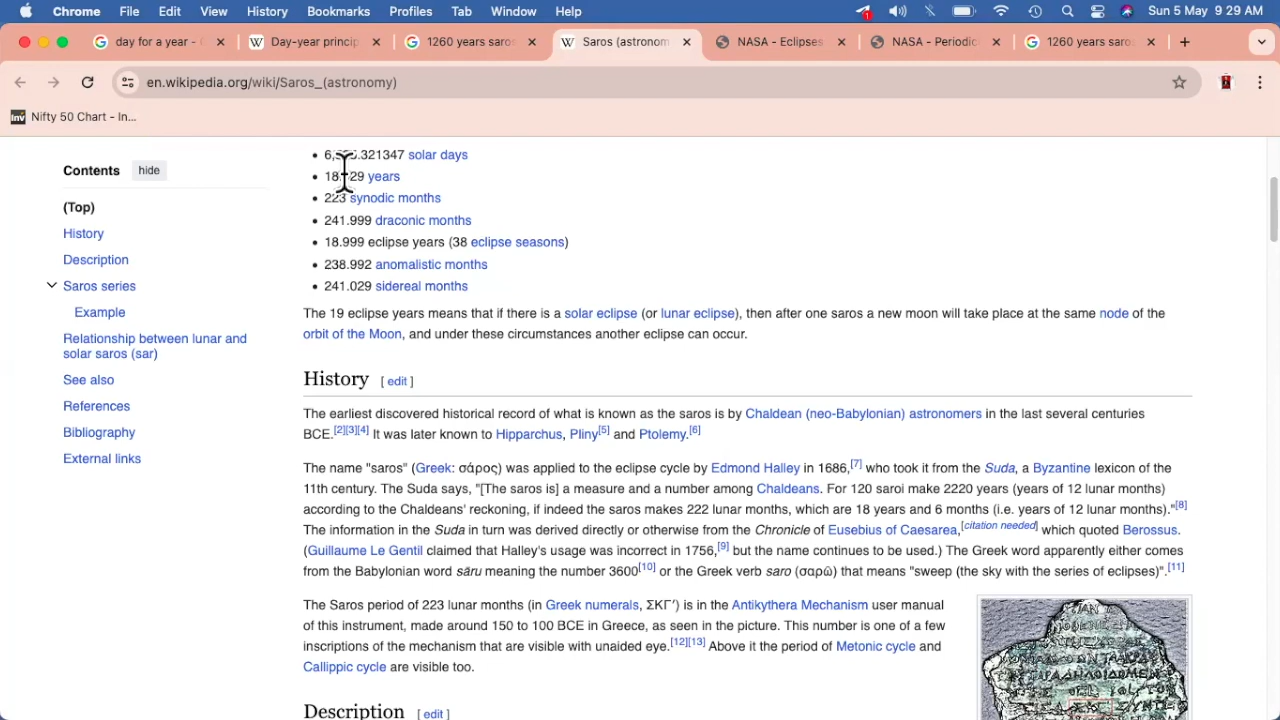 Chrome File Edit View History Bookmarks Profiles Tab Window Help 1 Sun 5 May 9:29 AM
day for a year - Day-year princip 1260 years saros Saros (astronom NASA - Eclipses NASA - Periodic 1260 years saros
en.wikipedia.org/wiki/Saros_(astronomy)
Inv Nifty 50 Chart - In...
Contents hide
(Top)
History
Description
Saros series
Example
Relationship between lunar and
solar saros (sar)
See also
References
Bibliography
External links
• solar days
• years
• 223 synodic months
• 241.999 draconic months
• 18.999 eclipse years (38 eclipse seasons)
• 238.992 anomalistic months
• 241.029 sidereal months
The 19 eclipse years means that if there is a solar eclipse (or lunar eclipse), then after one saros a new moon will take place at the same node of the
orbit of the Moon, and under these circumstances another eclipse can occur.
History [ edit ]
The earliest discovered historical record of what is known as the saros is by Chaldean (neo-Babylonian) astronomers in the last several centuries
BCE.[2][3][4] It was later known to Hipparchus, Pliny[5] and Ptolemy.[6]
The name "saros" (Greek: σάρος) was applied to the eclipse cycle by Edmond Halley in 1686,[7] who took it from the Suda, a Byzantine lexicon of the
11th century. The Suda says, "[The saros is] a measure and a number among Chaldeans. For 120 saroi make 2220 years (years of 12 lunar months)
according to the Chaldeans' reckoning, if indeed the saros makes 222 lunar months, which are 18 years and 6 months (i.e. years of 12 lunar months)."[8]
The information in the Suda in turn was derived directly or otherwise from the Chronicle of Eusebius of Caesarea,[citation needed] which quoted Berossus.
(Guillaume Le Gentil claimed that Halley's usage was incorrect in 1756,[9] but the name continues to be used.) The Greek word apparently either comes
from the Babylonian word sāru meaning the number 3600[10] or the Greek verb saro (σαρῶ) that means "sweep (the sky with the series of eclipses)".[11]
The Saros period of 223 lunar months (in Greek numerals, ΣΚΓ′) is in the Antikythera Mechanism user manual
of this instrument, made around 150 to 100 BCE in Greece, as seen in the picture. This number is one of a few
inscriptions of the mechanism that are visible with unaided eye.[12][13] Above it the period of Metonic cycle and
Callippic cycle are visible too.
Description [ edit ]